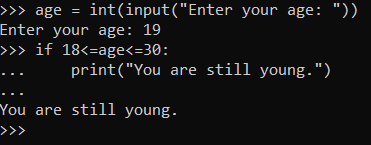 >>> age = int(input("Enter your age: "))
Enter your age: 19
>>> if 18<=age<=30:
...     print("You are still young.")
...
You are still young.
>>>